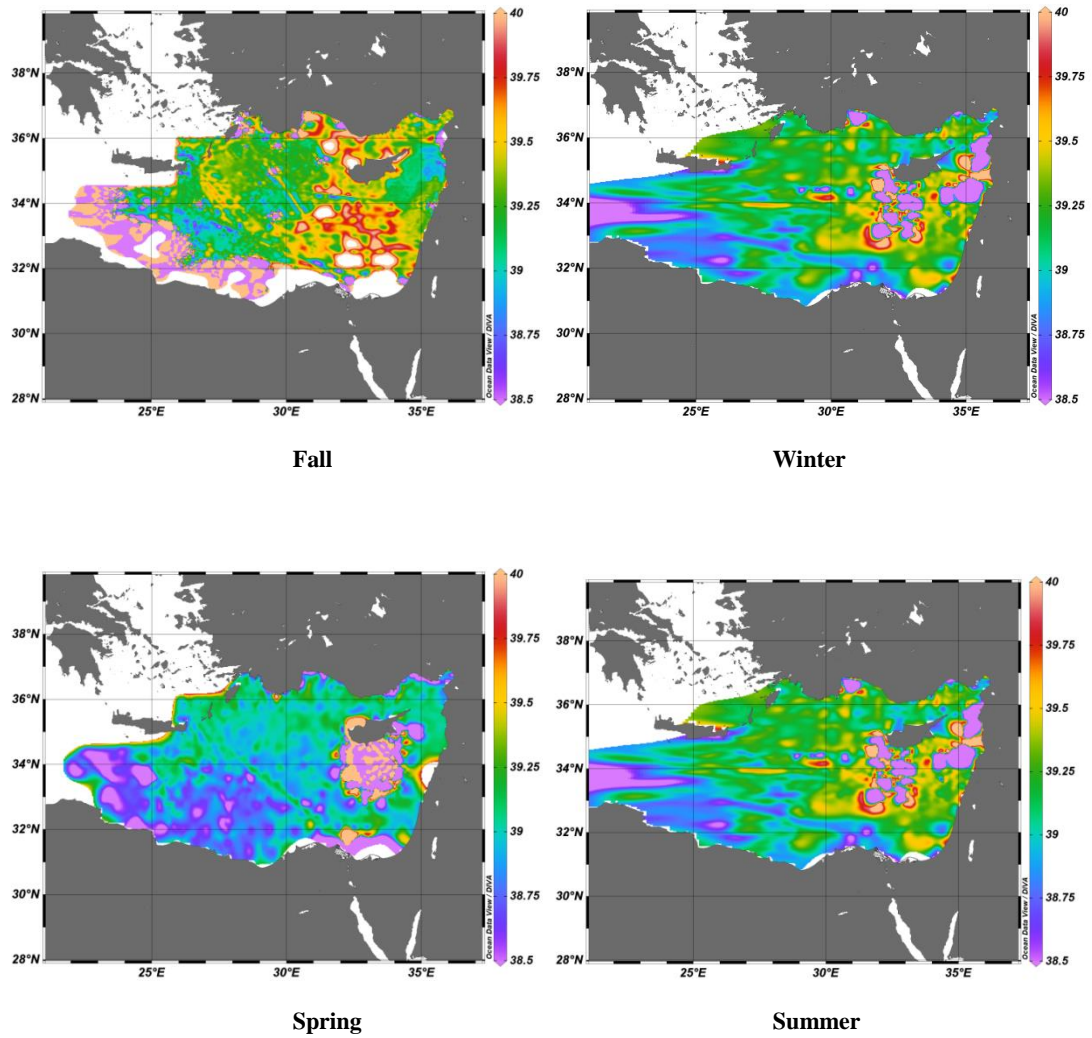 40
39.75
39.5
39.25
39
38.75
38.5
38°N
36°N
34°N
32°N
30°N
28°N
25°E
30°E
35°E
Ocean Data View / DIVA
Fall
40
39.75
39.5
39.25
39
38.75
38.5
38°N
36°N
34°N
32°N
30°N
28°N
25°E
30°E
35°E
Ocean Data View / DIVA
Winter
40
39.75
39.5
39.25
39
38.75
38.5
38°N
36°N
34°N
32°N
30°N
28°N
25°E
30°E
35°E
Ocean Data View / DIVA
Spring
40
39.75
39.5
39.25
39
38.75
38.5
38°N
36°N
34°N
32°N
30°N
28°N
25°E
30°E
35°E
Ocean Data View / DIVA
Summer